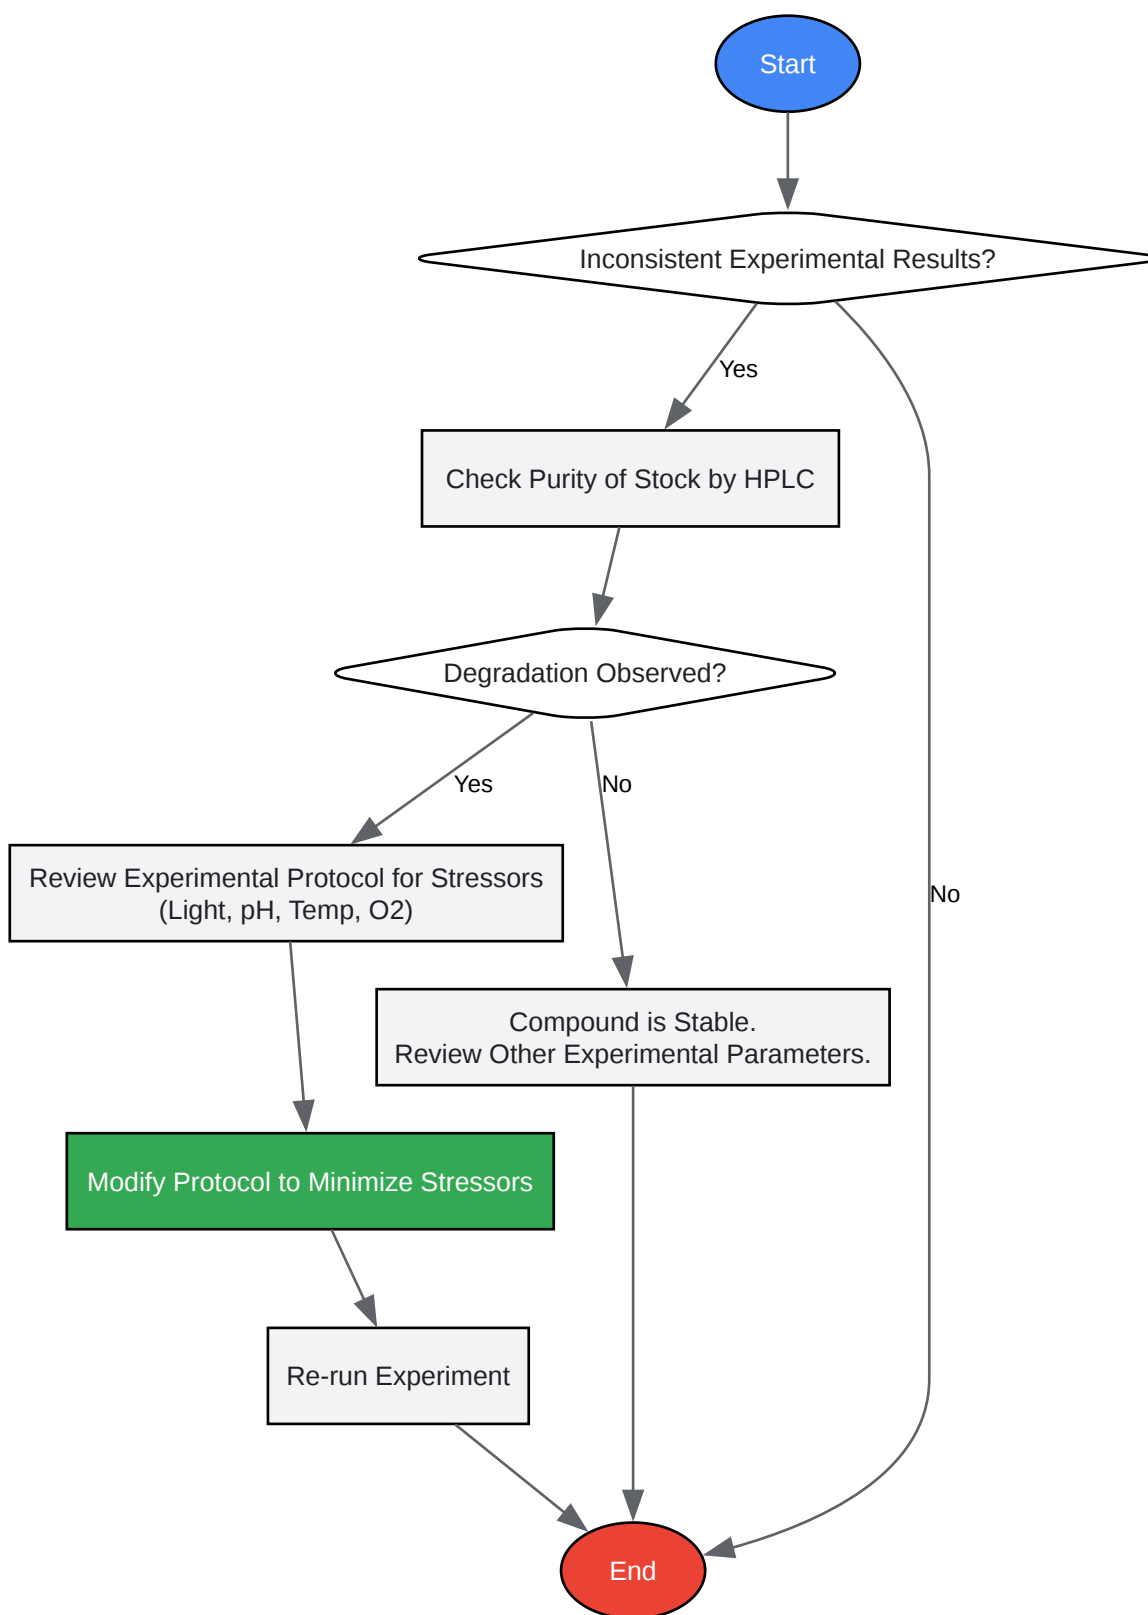 Start
Inconsistent Experimental Results?
Yes
Check Purity of Stock by HPLC
Degradation Observed?
Yes
No
Review Experimental Protocol for Stressors
(Light, pH, Temp, O2)
No
Compound is Stable.
Review Other Experimental Parameters.
Modify Protocol to Minimize Stressors
Re-run Experiment
End